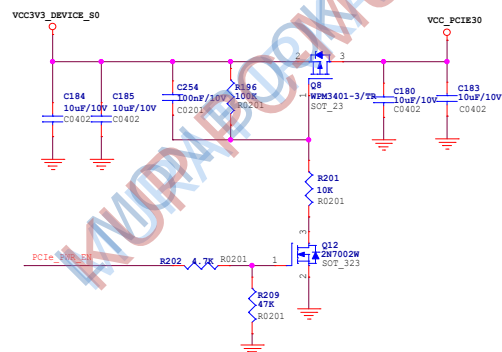 VCC3V3_DEVICE_S0
VCC_PCIE30
2
3
C184
10uF/10V
C0402
C185
10uF/10V
C0402
C254
100nF/10V
C0201
R196
100K
R0201
Q8
WPM3401-3/TR
SOT_23
1
C180
10uF/10V
C0402
C183
10uF/10V
C0402
R201
10K
R0201
3
Q12
2N7002W
SOT_323
PCIe_PWR_EN
R202
4.7K
R0201
1
2
R209
47K
R0201